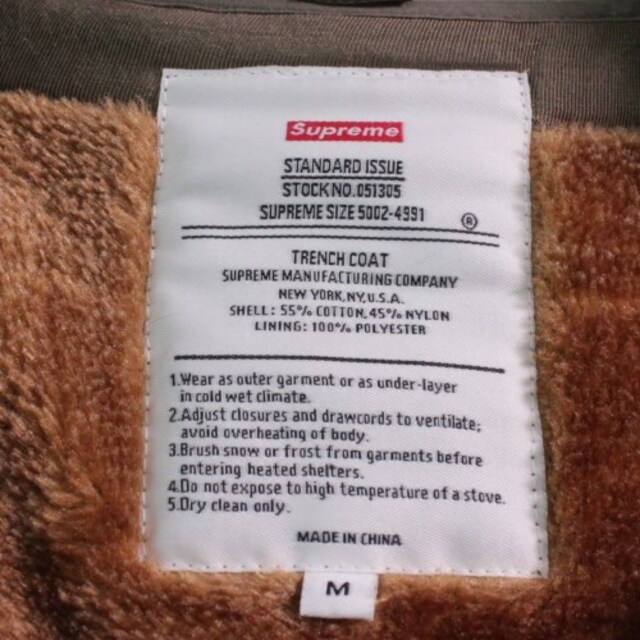 Supreme
STANDARD ISSUE
STOCK NO. 051305
SUPREME SIZE 5002-4991
®
TRENCH COAT
SUPREME MANUFACTURING COMPANY
NEW YORK, N.Y. U.S.A.
SHELL: 55% COTTON, 45% NYLON
LINING: 100% POLYESTER
1.Wear as outer garment or as under-layer
in cold wet climate.
2.Adjust closures and drawcords to ventilate;
avoid overheating of body.
3.Brush snow or frost from garments before
entering heated shelters.
4.Do not expose to high temperature of a stove.
5.Dry clean only.
MADE IN CHINA
M